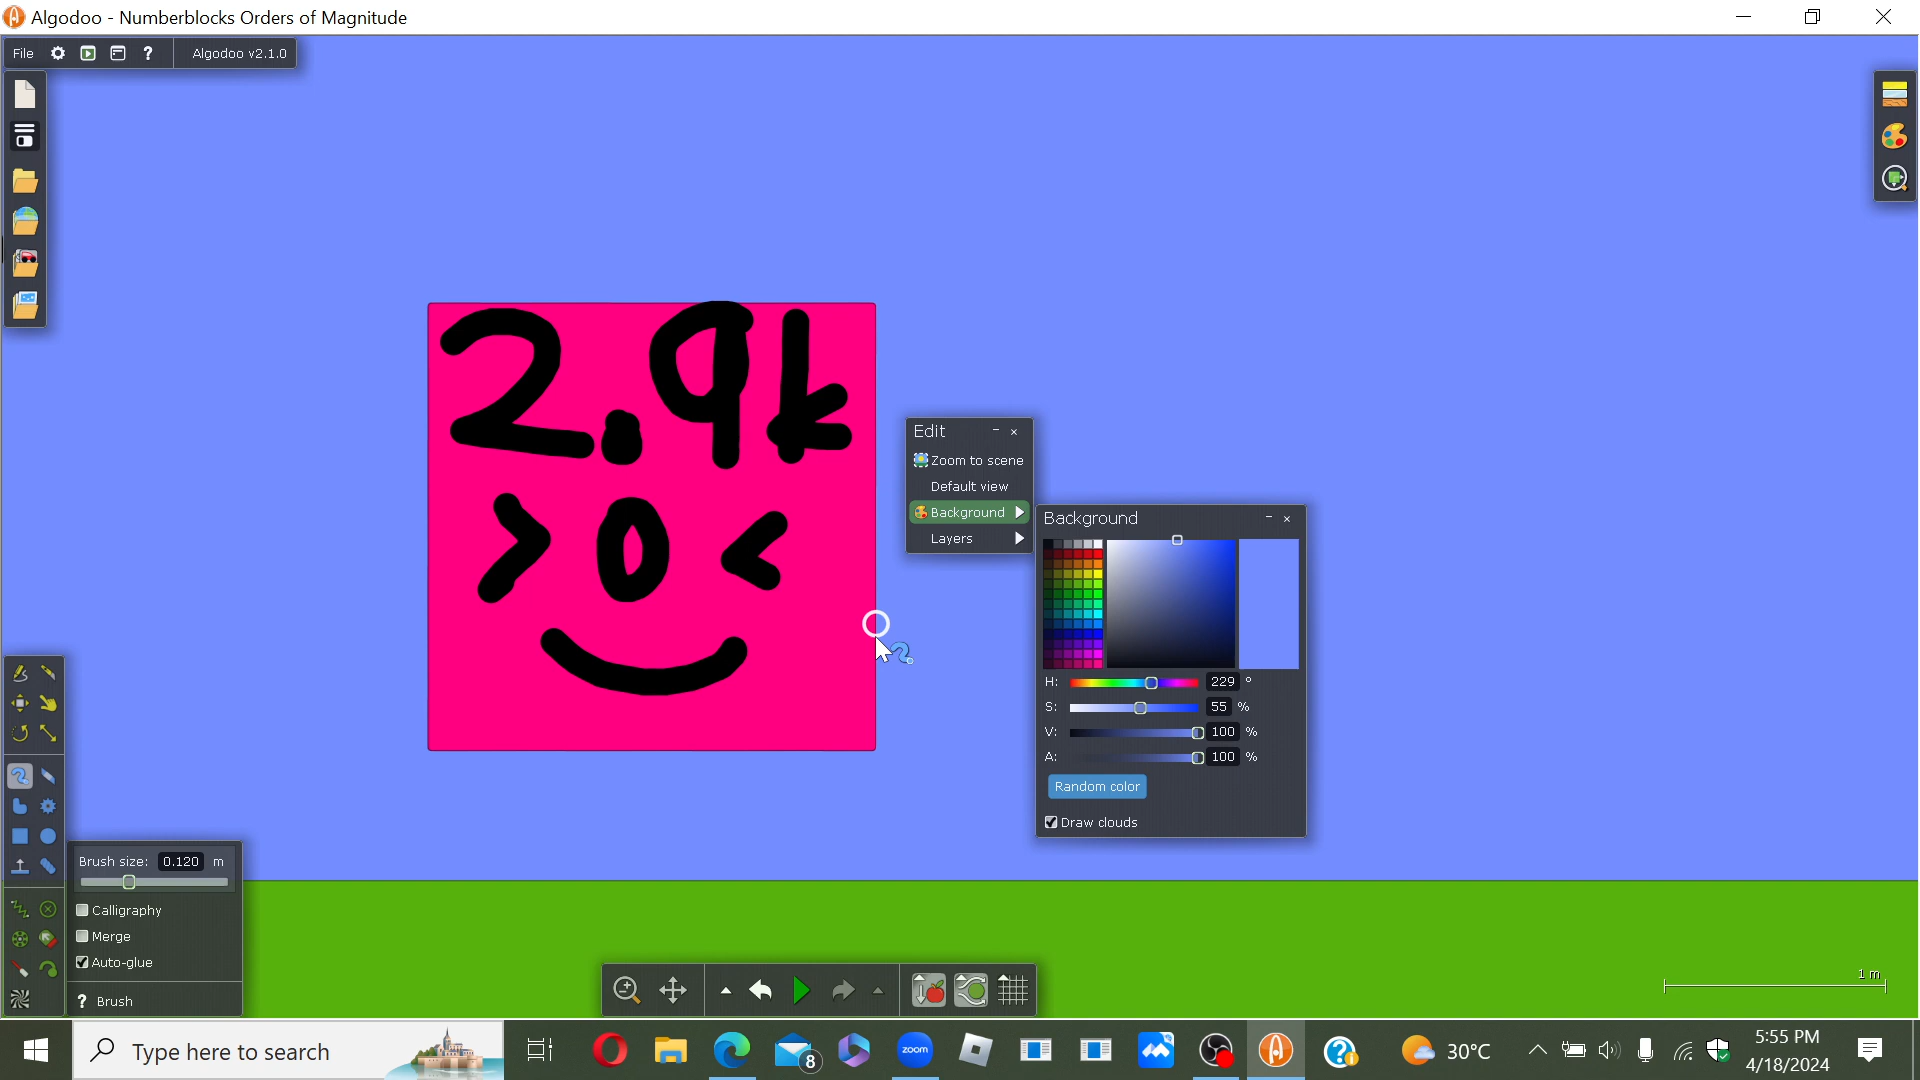 Algodoo - Numberblocks Orders of Magnitude
File
Algodoo v2.1.0
2.9k
> 0 <
Edit
Zoom to scene
Default view
Background
Layers
Background
H: 229 °
S: 55 %
V: 100 %
A: 100 %
Random color
Draw clouds
Brush size: 0.120 m
Calligraphy
Merge
Auto-glue
? Brush
1 m
Type here to search
8
zoom
30°C
5:55 PM
4/18/2024